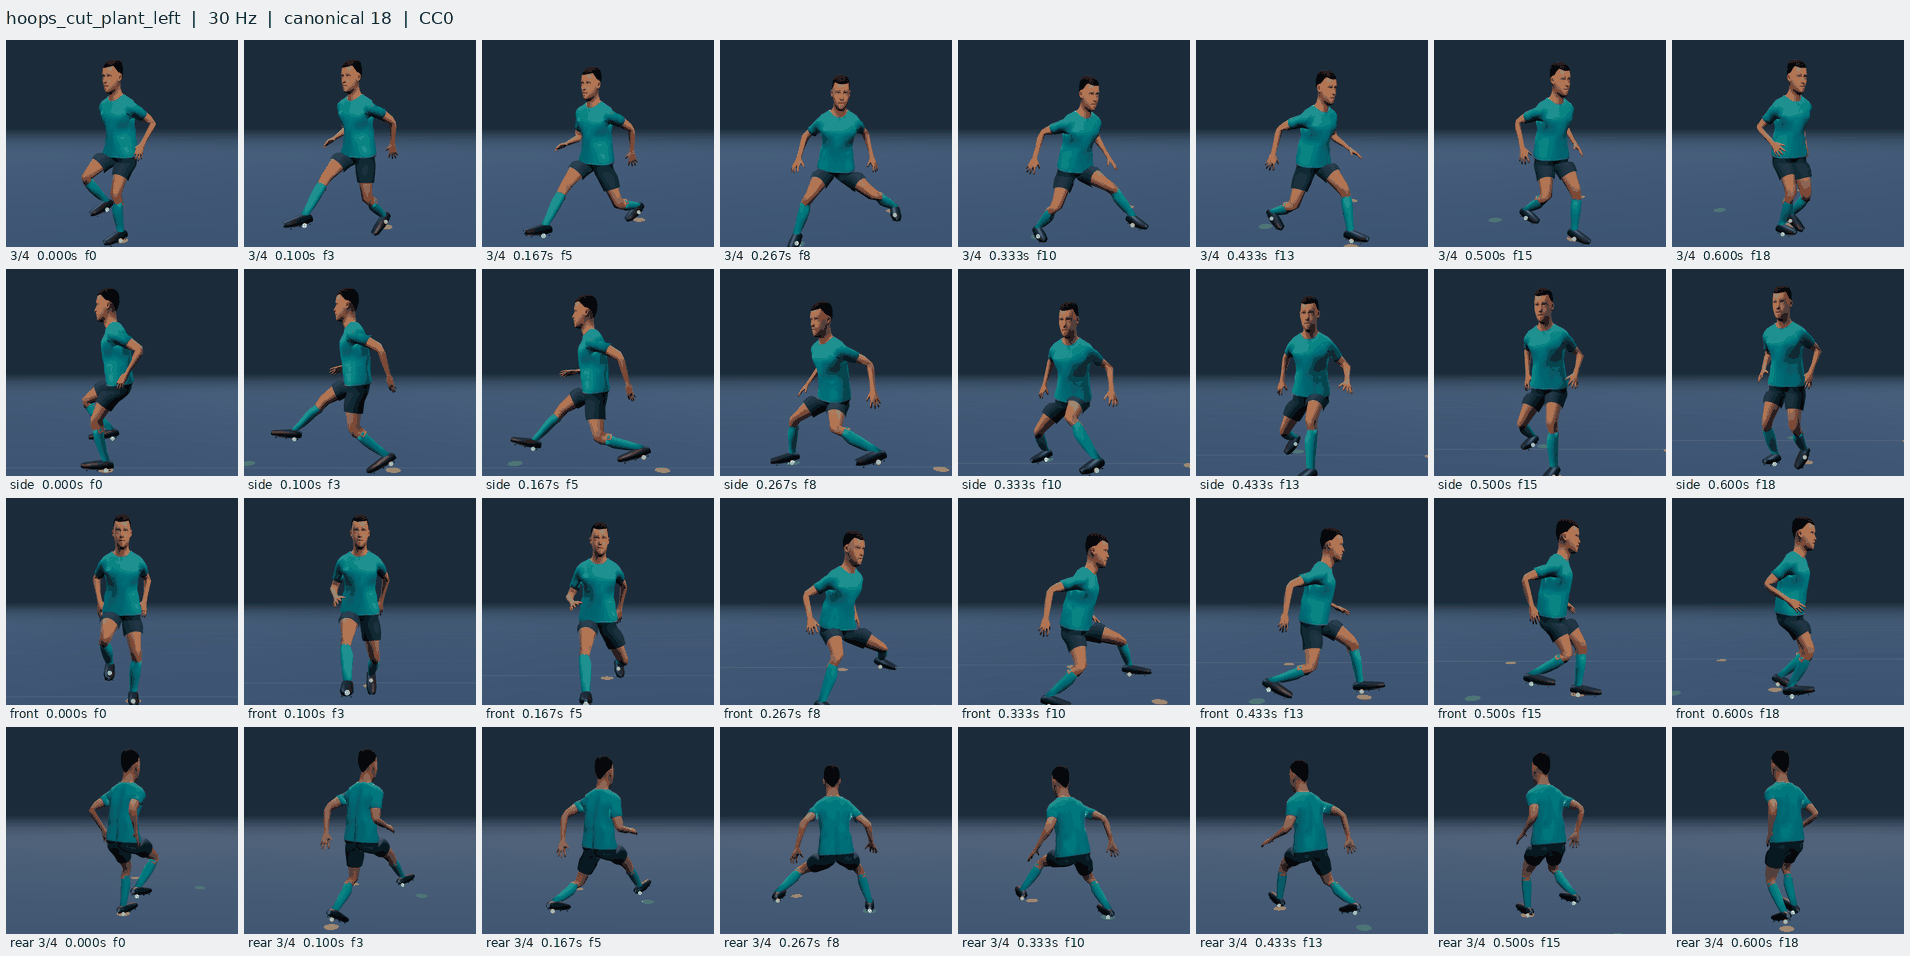 hoops_cut_plant_left | 30 Hz | canonical 18 | CC0
3/4 0.000s f0
3/4 0.100s f3
3/4 0.167s f5
3/4 0.267s f8
3/4 0.333s f10
3/4 0.433s f13
3/4 0.500s f15
3/4 0.600s f18
side 0.000s f0
side 0.100s f3
side 0.167s f5
side 0.267s f8
side 0.333s f10
side 0.433s f13
side 0.500s f15
side 0.600s f18
front 0.000s f0
front 0.100s f3
front 0.167s f5
front 0.267s f8
front 0.333s f10
front 0.433s f13
front 0.500s f15
front 0.600s f18
rear 3/4 0.000s f0
rear 3/4 0.100s f3
rear 3/4 0.167s f5
rear 3/4 0.267s f8
rear 3/4 0.333s f10
rear 3/4 0.433s f13
rear 3/4 0.500s f15
rear 3/4 0.600s f18